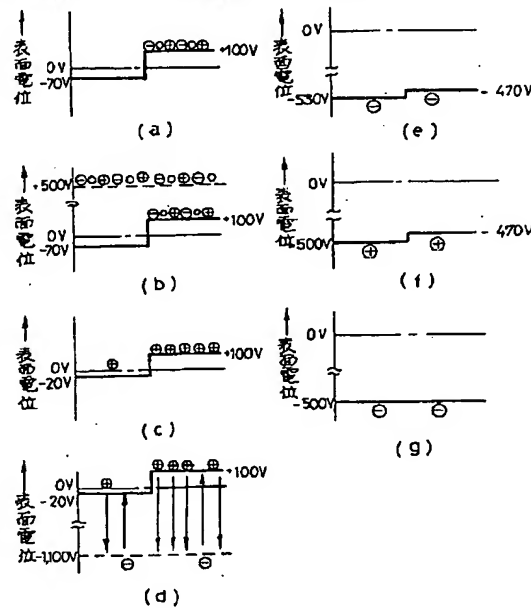 表面電位
0V
-70V
+100V
(a)
表面電位
+500V
+100V
0V
-70V
(b)
表面電位
0V
-20V
+100V
(c)
表面電位
0V
-20V
+100V
-1,100V
(d)
表面電位
0V
-530V
-470V
(e)
表面電位
0V
-500V
-470V
(f)
表面電位
0V
-500V
(g)